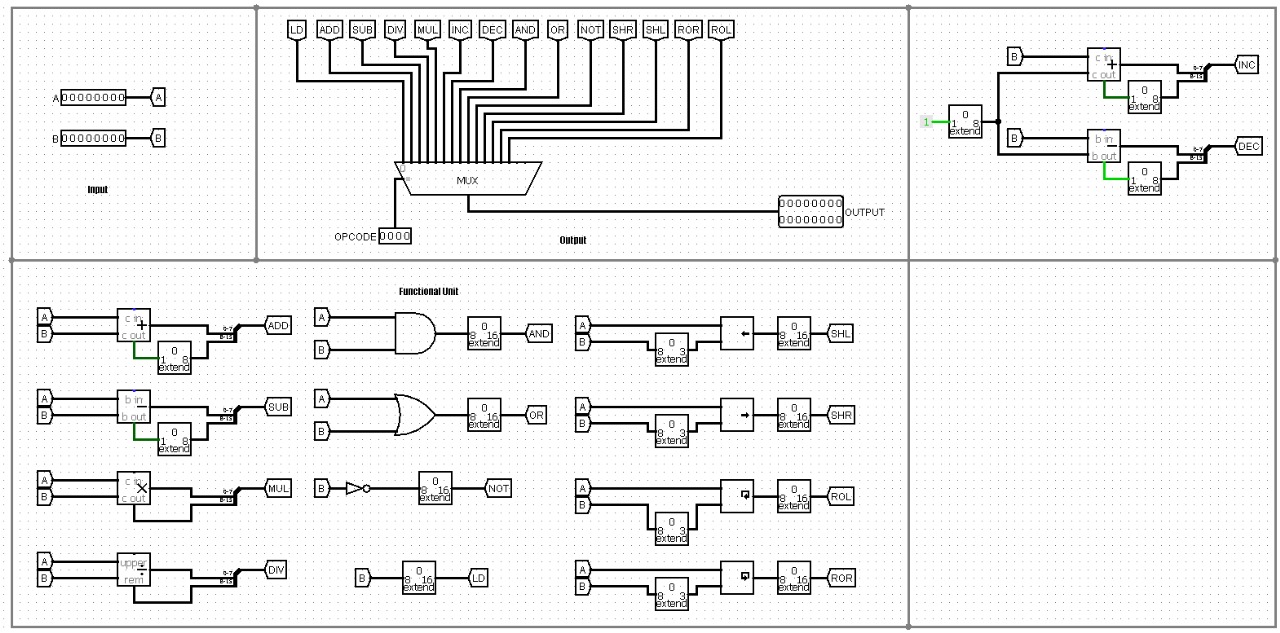 LD ADD SUB DIV MUL INC DEC AND OR NOT SHR SHL ROR ROL
A 00000000 A
B 00000000 B
Input
MUX
OPCODE 0000
00000000
00000000
OUTPUT
Output
1
0
1 8
extend
B
c in
+
c out
0
1 8
extend
0-7
8-15
INC
B
b in
−
b out
0
1 8
extend
0-7
8-15
DEC
Functional Unit
A
B
c in
+
c out
0
1 8
extend
0-7
8-15
ADD
A
B
b in
−
b out
0
1 8
extend
0-7
8-15
SUB
A
B
c in
×
c out
0-7
8-15
MUL
A
B
upper
÷
rem
0-7
8-15
DIV
A
B
0
8 16
extend
AND
A
B
0
8 16
extend
OR
B
0
8 16
extend
NOT
B
0
8 16
extend
LD
A
B
0
8 3
extend
←
0
8 16
extend
SHL
A
B
0
8 3
extend
→
0
8 16
extend
SHR
A
B
0
8 3
extend
0
8 16
extend
ROL
A
B
0
8 3
extend
0
8 16
extend
ROR